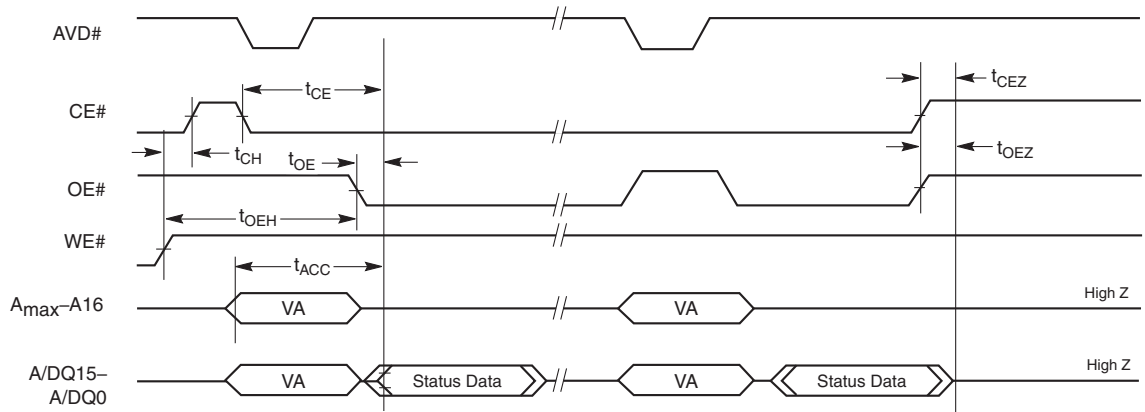 AVD#
CE#
tCE
tCEZ
tCH
tOE
tOEZ
OE#
tOEH
WE#
tACC
Amax–A16
VA
VA
High Z
A/DQ15–
A/DQ0
VA
Status Data
VA
Status Data
High Z